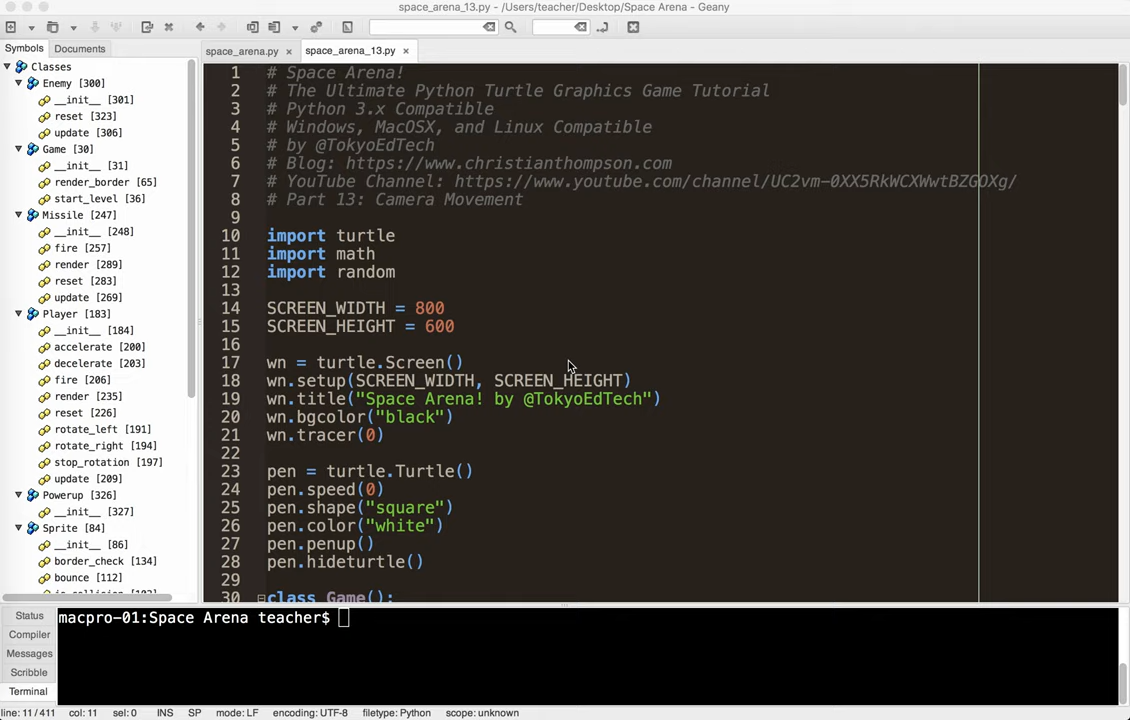 space_arena_13.py - /Users/teacher/Desktop/Space Arena - Geany
Symbols Documents
space_arena.py × space_arena_13.py ×
Classes
Enemy [300]
__init__ [301]
reset [323]
update [306]
Game [30]
__init__ [31]
render_border [65]
start_level [36]
Missile [247]
__init__ [248]
fire [257]
render [289]
reset [283]
update [269]
Player [183]
__init__ [184]
accelerate [200]
decelerate [203]
fire [206]
render [235]
reset [226]
rotate_left [191]
rotate_right [194]
stop_rotation [197]
update [209]
Powerup [326]
__init__ [327]
Sprite [84]
__init__ [86]
border_check [134]
bounce [112]
1 # Space Arena!
2 # The Ultimate Python Turtle Graphics Game Tutorial
3 # Python 3.x Compatible
4 # Windows, MacOSX, and Linux Compatible
5 # by @TokyoEdTech
6 # Blog: https://www.christianthompson.com
7 # YouTube Channel: https://www.youtube.com/channel/UC2vm-0XX5RkWCXWwtBZGOXg/
8 # Part 13: Camera Movement
9
10 import turtle
11 import math
12 import random
13
14 SCREEN_WIDTH = 800
15 SCREEN_HEIGHT = 600
16
17 wn = turtle.Screen()
18 wn.setup(SCREEN_WIDTH, SCREEN_HEIGHT)
19 wn.title("Space Arena! by @TokyoEdTech")
20 wn.bgcolor("black")
21 wn.tracer(0)
22
23 pen = turtle.Turtle()
24 pen.speed(0)
25 pen.shape("square")
26 pen.color("white")
27 pen.penup()
28 pen.hideturtle()
29
30 class Game():
Status
Compiler
Messages
Scribble
Terminal
macpro-01:Space Arena teacher$
line: 11 / 411 col: 11 sel: 0 INS SP mode: LF encoding: UTF-8 filetype: Python scope: unknown